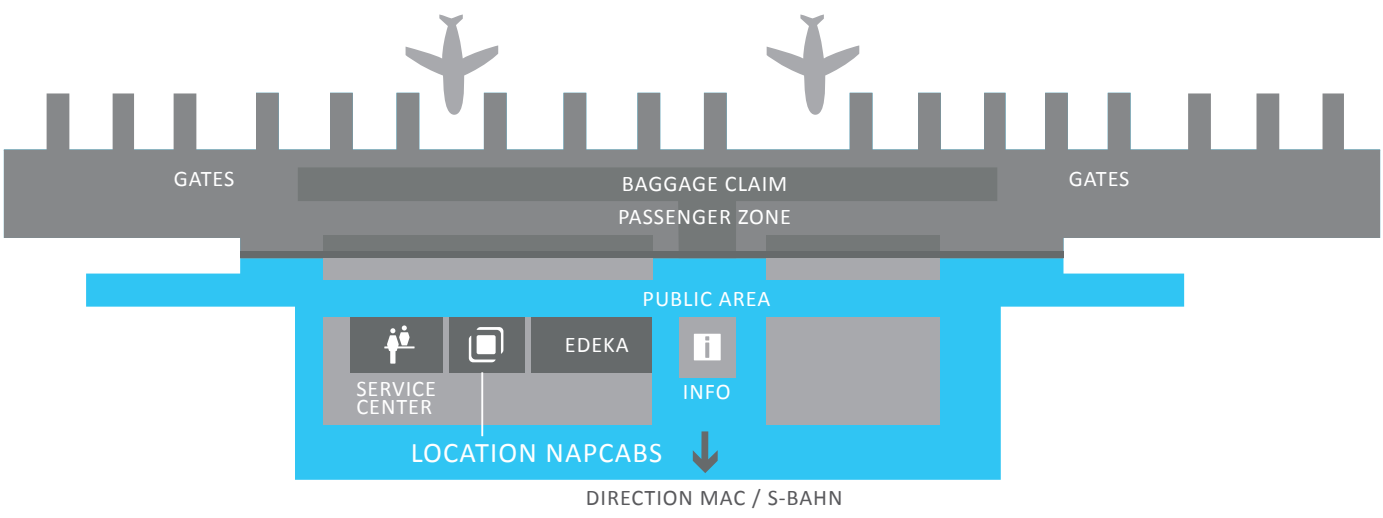 GATES
BAGGAGE CLAIM
GATES
PASSENGER ZONE
PUBLIC AREA
EDEKA
i
SERVICE
CENTER
INFO
LOCATION NAPCABS
DIRECTION MAC / S-BAHN